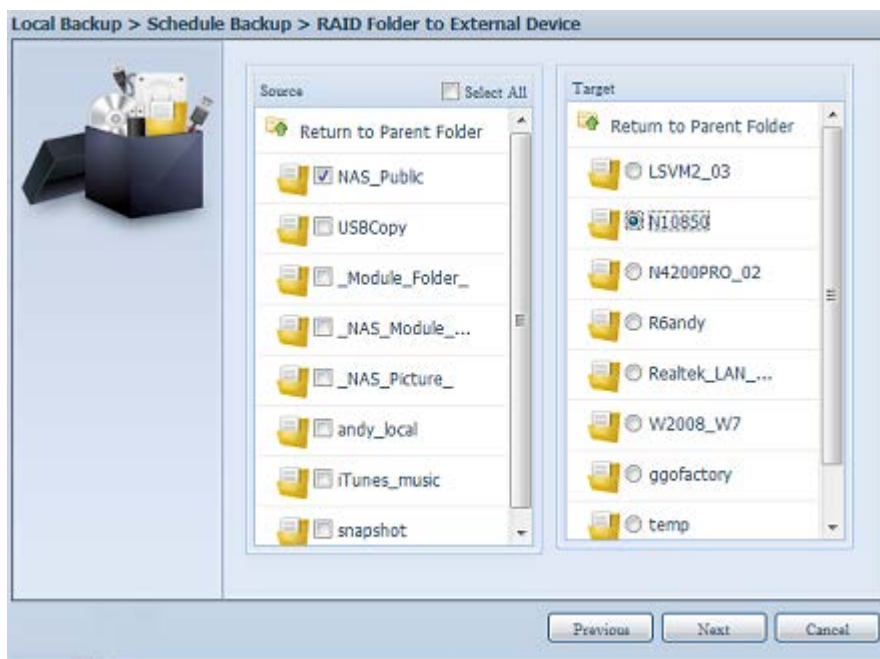 Local Backup > Schedule Backup > RAID Folder to External Device
Source
Select All
Return to Parent Folder
NAS_Public
USBCopy
_Module_Folder_
_NAS_Module_...
_NAS_Picture_
andy_local
iTunes_music
snapshot
Target
Return to Parent Folder
LSVM2_03
N10850
N4200PRO_02
R6andy
Realtek_LAN_...
W2008_W7
ggofactory
temp
Previous
Next
Cancel